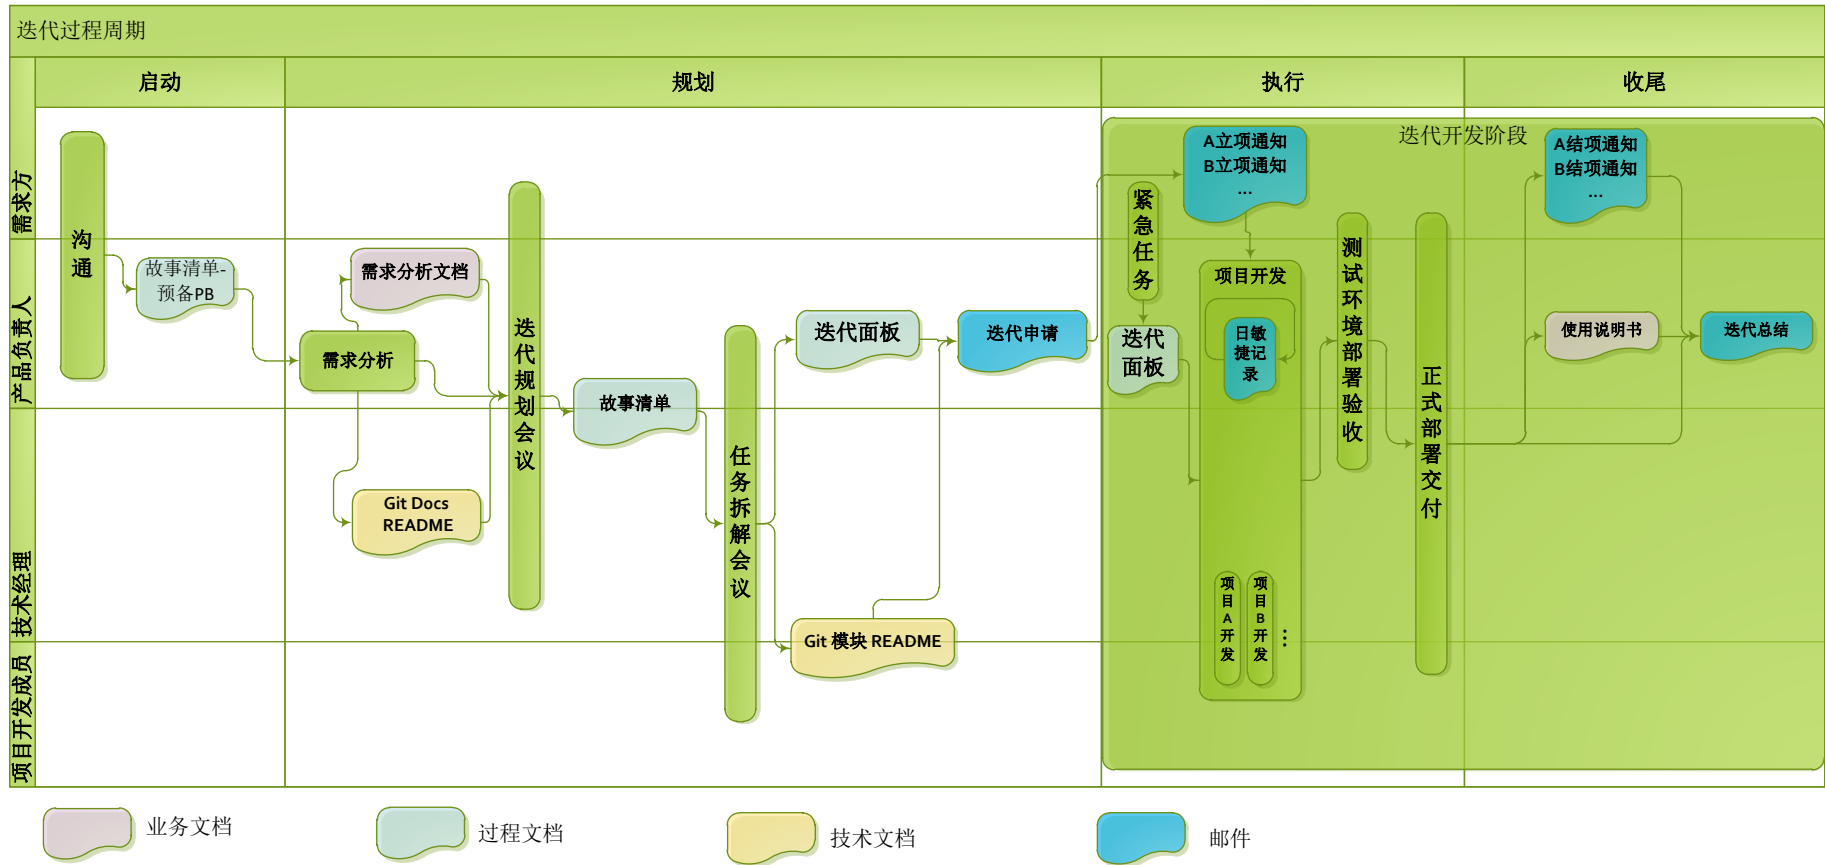 迭代过程周期
启动
规划
执行
收尾
需求方
产品负责人
技术经理
项目开发成员
沟通
故事清单-
预备PB
需求分析文档
需求分析
Git Docs
README
迭代规划会议
故事清单
任务拆解会议
迭代面板
Git 模块 README
迭代申请
迭代开发阶段
紧急任务
迭代
面板
A立项通知
B立项通知
...
项目开发
日敏
捷记
录
项目A开发
项目B开发
...
测试环境部署验收
正式部署交付
A结项通知
B结项通知
...
使用说明书
迭代总结
业务文档
过程文档
技术文档
邮件